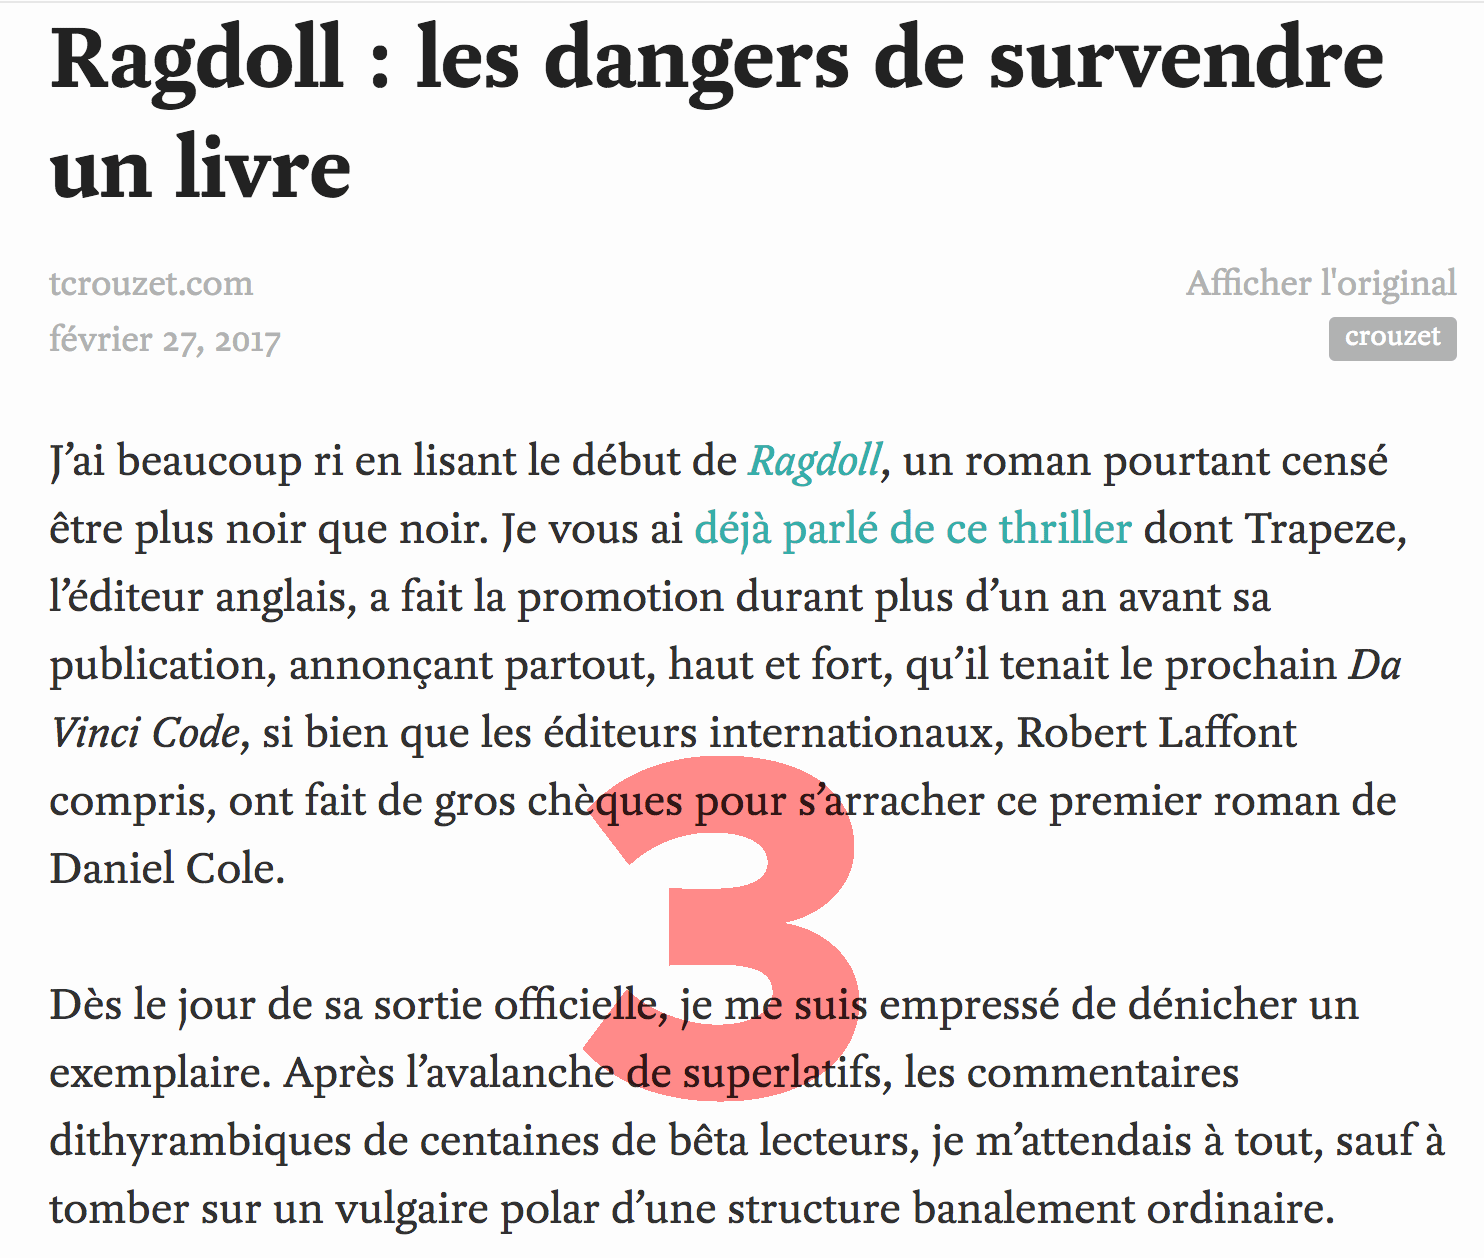 Ragdoll : les dangers de survendre
un livre
tcrouzet.com
Afficher l'original
février 27, 2017
crouzet
J’ai beaucoup ri en lisant le début de Ragdoll, un roman pourtant censé
être plus noir que noir. Je vous ai déjà parlé de ce thriller dont Trapeze,
l’éditeur anglais, a fait la promotion durant plus d’un an avant sa
publication, annonçant partout, haut et fort, qu’il tenait le prochain Da
Vinci Code, si bien que les éditeurs internationaux, Robert Laffont
compris, ont fait de gros chèques pour s’arracher ce premier roman de
Daniel Cole.
3
Dès le jour de sa sortie officielle, je me suis empressé de dénicher un
exemplaire. Après l’avalanche de superlatifs, les commentaires
dithyrambiques de centaines de bêta lecteurs, je m’attendais à tout, sauf à
tomber sur un vulgaire polar d’une structure banalement ordinaire.